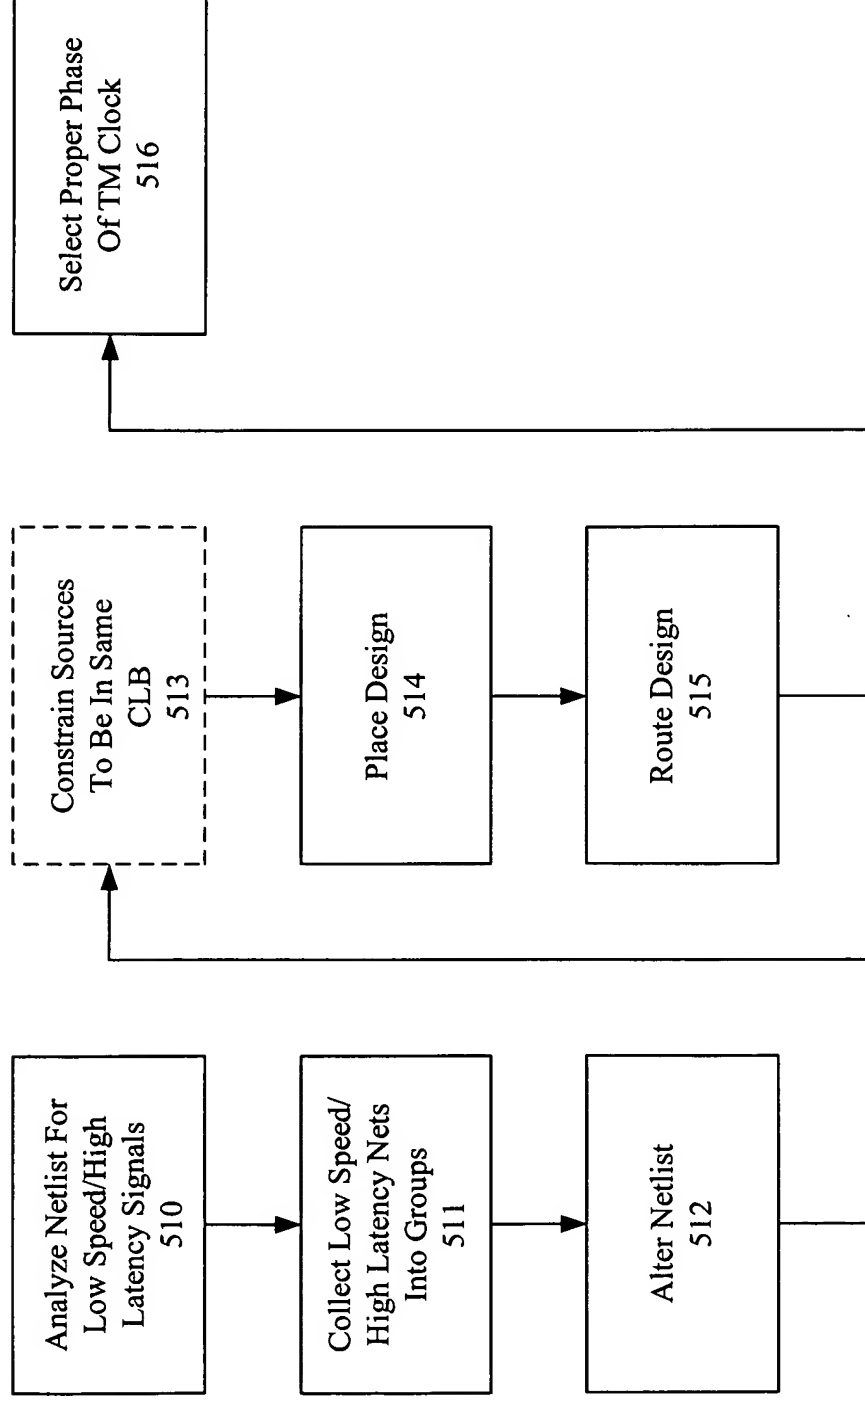 Analyze Netlist For
Low Speed/High
Latency Signals
510
Collect Low Speed/
High Latency Nets
Into Groups
511
Alter Netlist
512
Constrain Sources
To Be In Same
CLB
513
Place Design
514
Route Design
515
Select Proper Phase
Of TM Clock
516